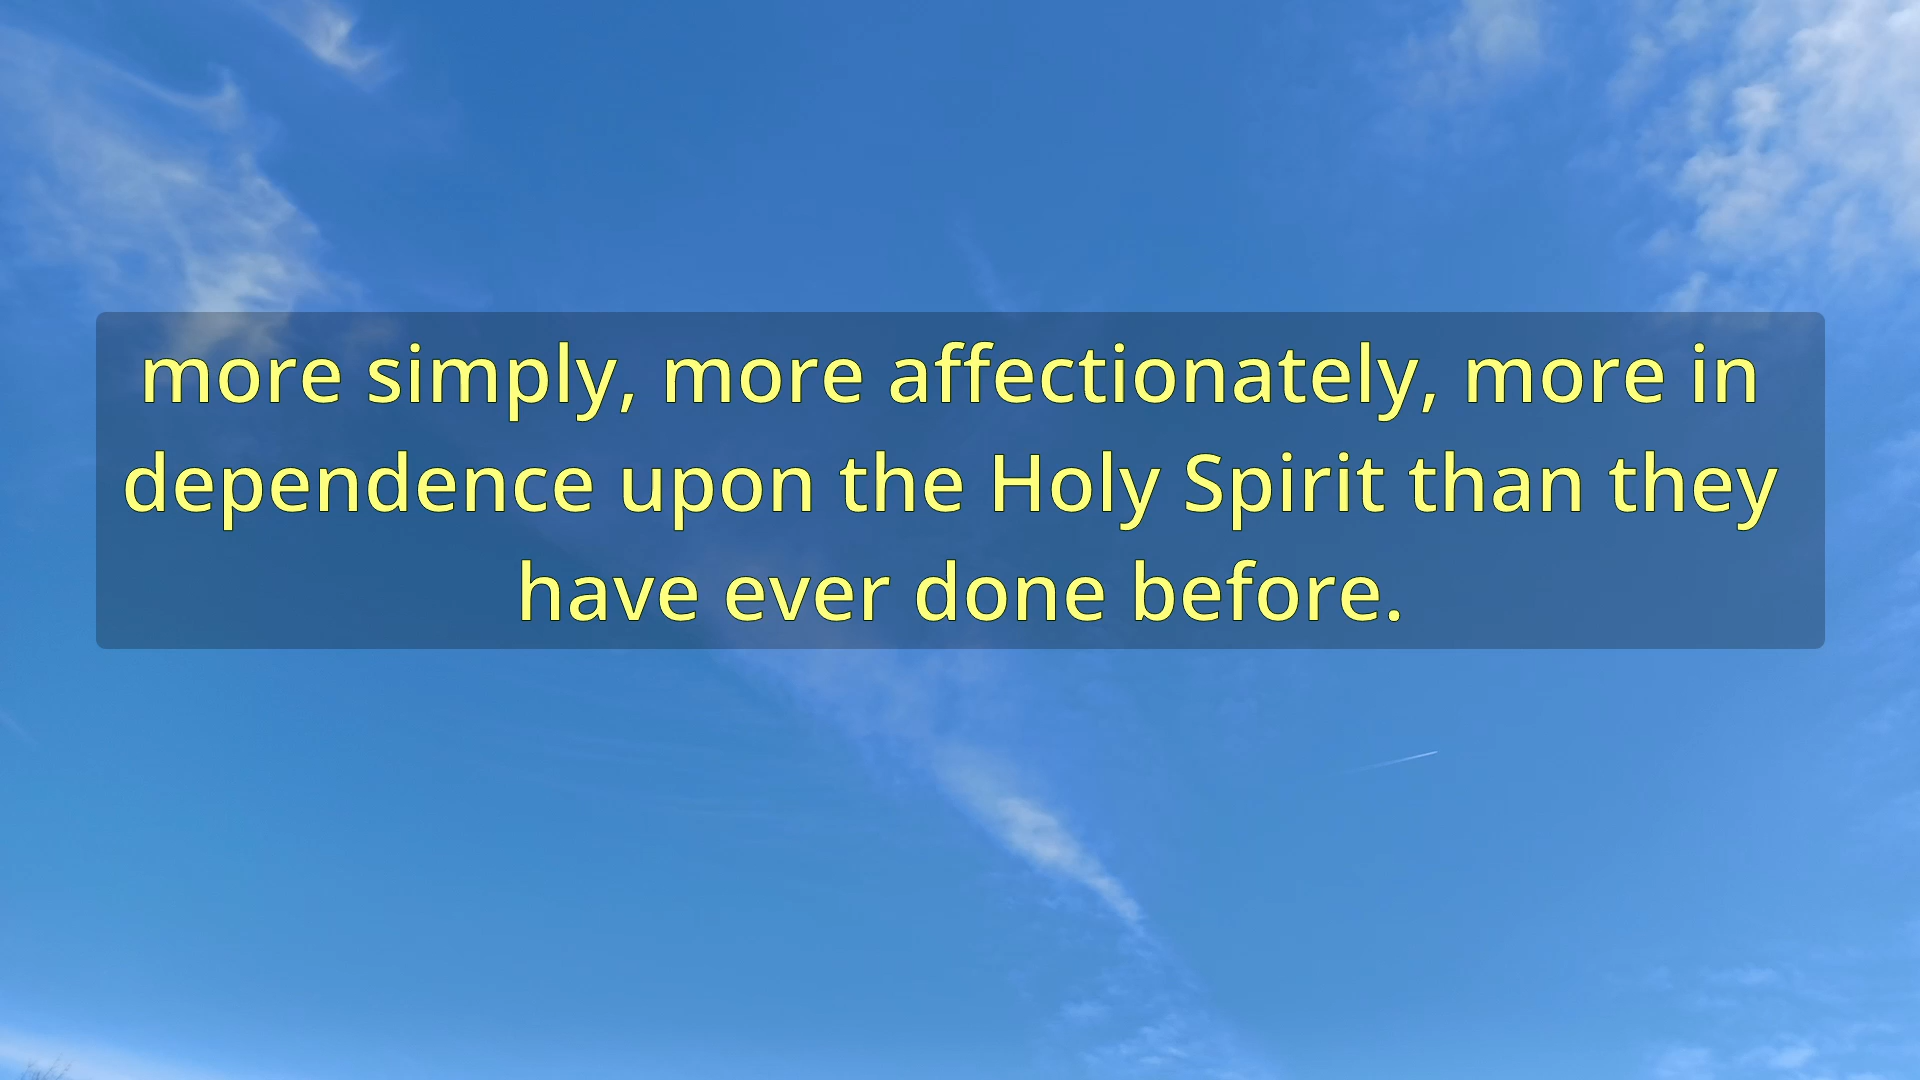 more simply, more affectionately, more in
dependence upon the Holy Spirit than they
have ever done before.